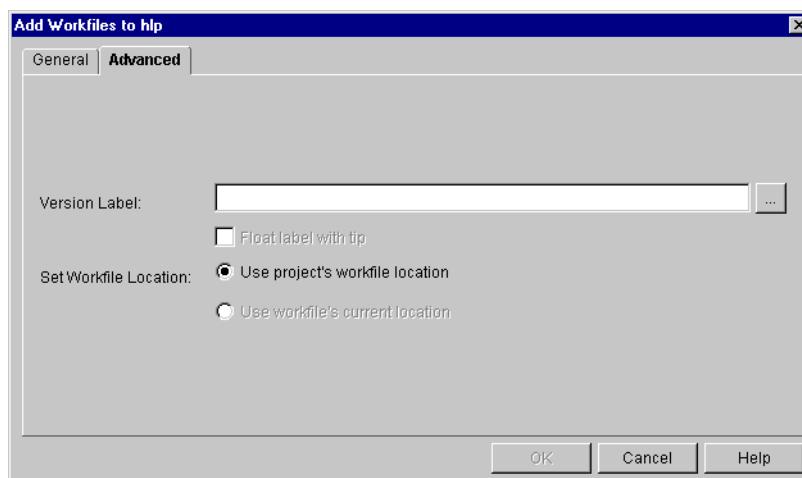 Add Workfiles to hlp
General Advanced
Version Label:
...
Float label with tip
Set Workfile Location: Use project's workfile location
Use workfile's current location
OK Cancel Help